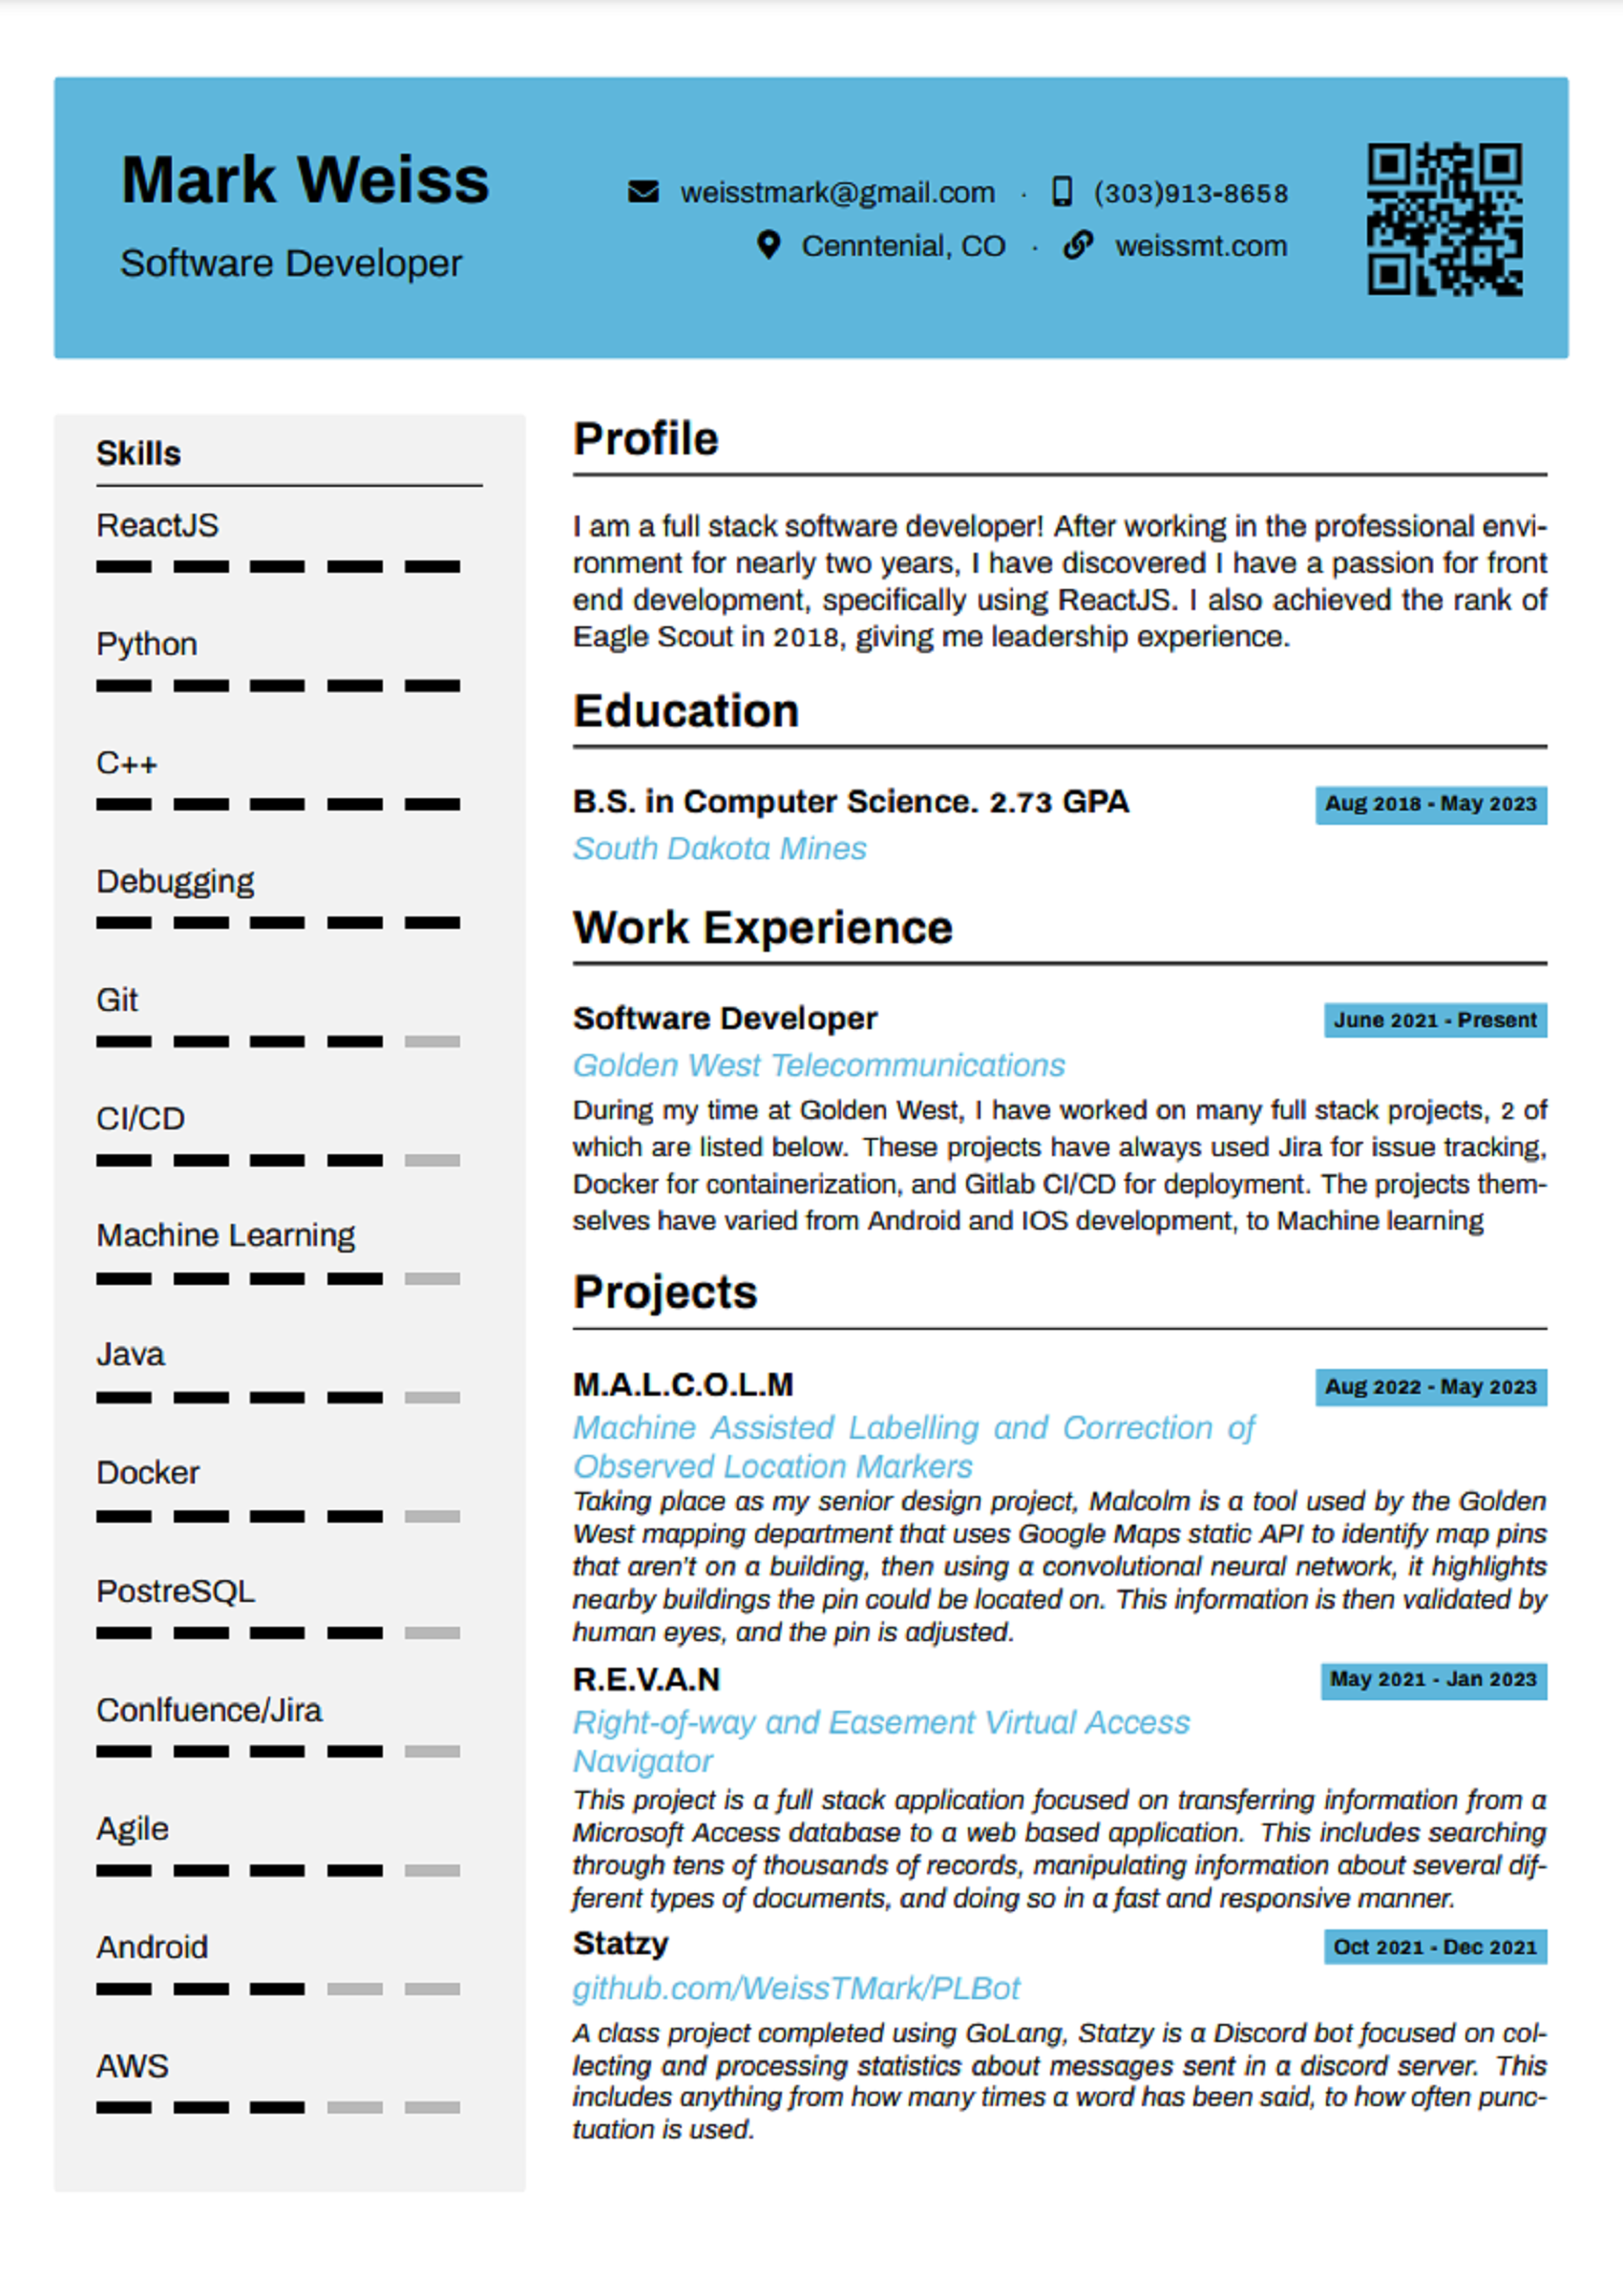 Mark Weiss
Software Developer
weisstmark@gmail.com · (303)913-8658
Cenntenial, CO · weissmt.com
Skills
ReactJS
Python
C++
Debugging
Git
CI/CD
Machine Learning
Java
Docker
PostreSQL
Conlfuence/Jira
Agile
Android
AWS
Profile
I am a full stack software developer! After working in the professional envi-
ronment for nearly two years, I have discovered I have a passion for front
end development, specifically using ReactJS. I also achieved the rank of
Eagle Scout in 2018, giving me leadership experience.
Education
B.S. in Computer Science. 2.73 GPA
Aug 2018 - May 2023
South Dakota Mines
Work Experience
Software Developer
June 2021 - Present
Golden West Telecommunications
During my time at Golden West, I have worked on many full stack projects, 2 of
which are listed below. These projects have always used Jira for issue tracking,
Docker for containerization, and Gitlab CI/CD for deployment. The projects them-
selves have varied from Android and IOS development, to Machine learning
Projects
M.A.L.C.O.L.M
Aug 2022 - May 2023
Machine Assisted Labelling and Correction of
Observed Location Markers
Taking place as my senior design project, Malcolm is a tool used by the Golden
West mapping department that uses Google Maps static API to identify map pins
that aren't on a building, then using a convolutional neural network, it highlights
nearby buildings the pin could be located on. This information is then validated by
human eyes, and the pin is adjusted.
R.E.V.A.N
May 2021 - Jan 2023
Right-of-way and Easement Virtual Access
Navigator
This project is a full stack application focused on transferring information from a
Microsoft Access database to a web based application. This includes searching
through tens of thousands of records, manipulating information about several dif-
ferent types of documents, and doing so in a fast and responsive manner.
Statzy
Oct 2021 - Dec 2021
github.com/WeissTMark/PLBot
A class project completed using GoLang, Statzy is a Discord bot focused on col-
lecting and processing statistics about messages sent in a discord server. This
includes anything from how many times a word has been said, to how often punc-
tuation is used.